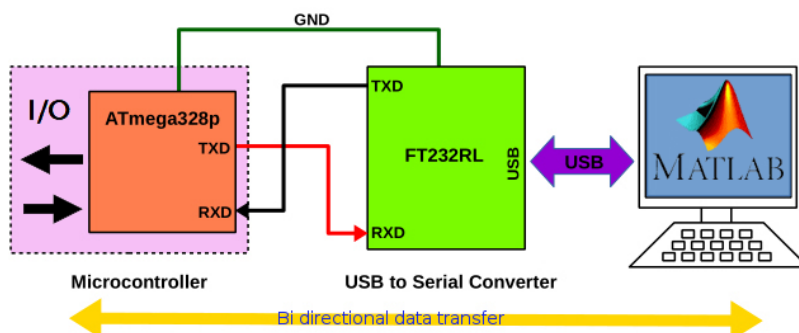 GND
I/O
ATmega328p
TXD
RXD
TXD
FT232RL
USB
RXD
USB
MATLAB
Microcontroller
USB to Serial Converter
Bi directional data transfer